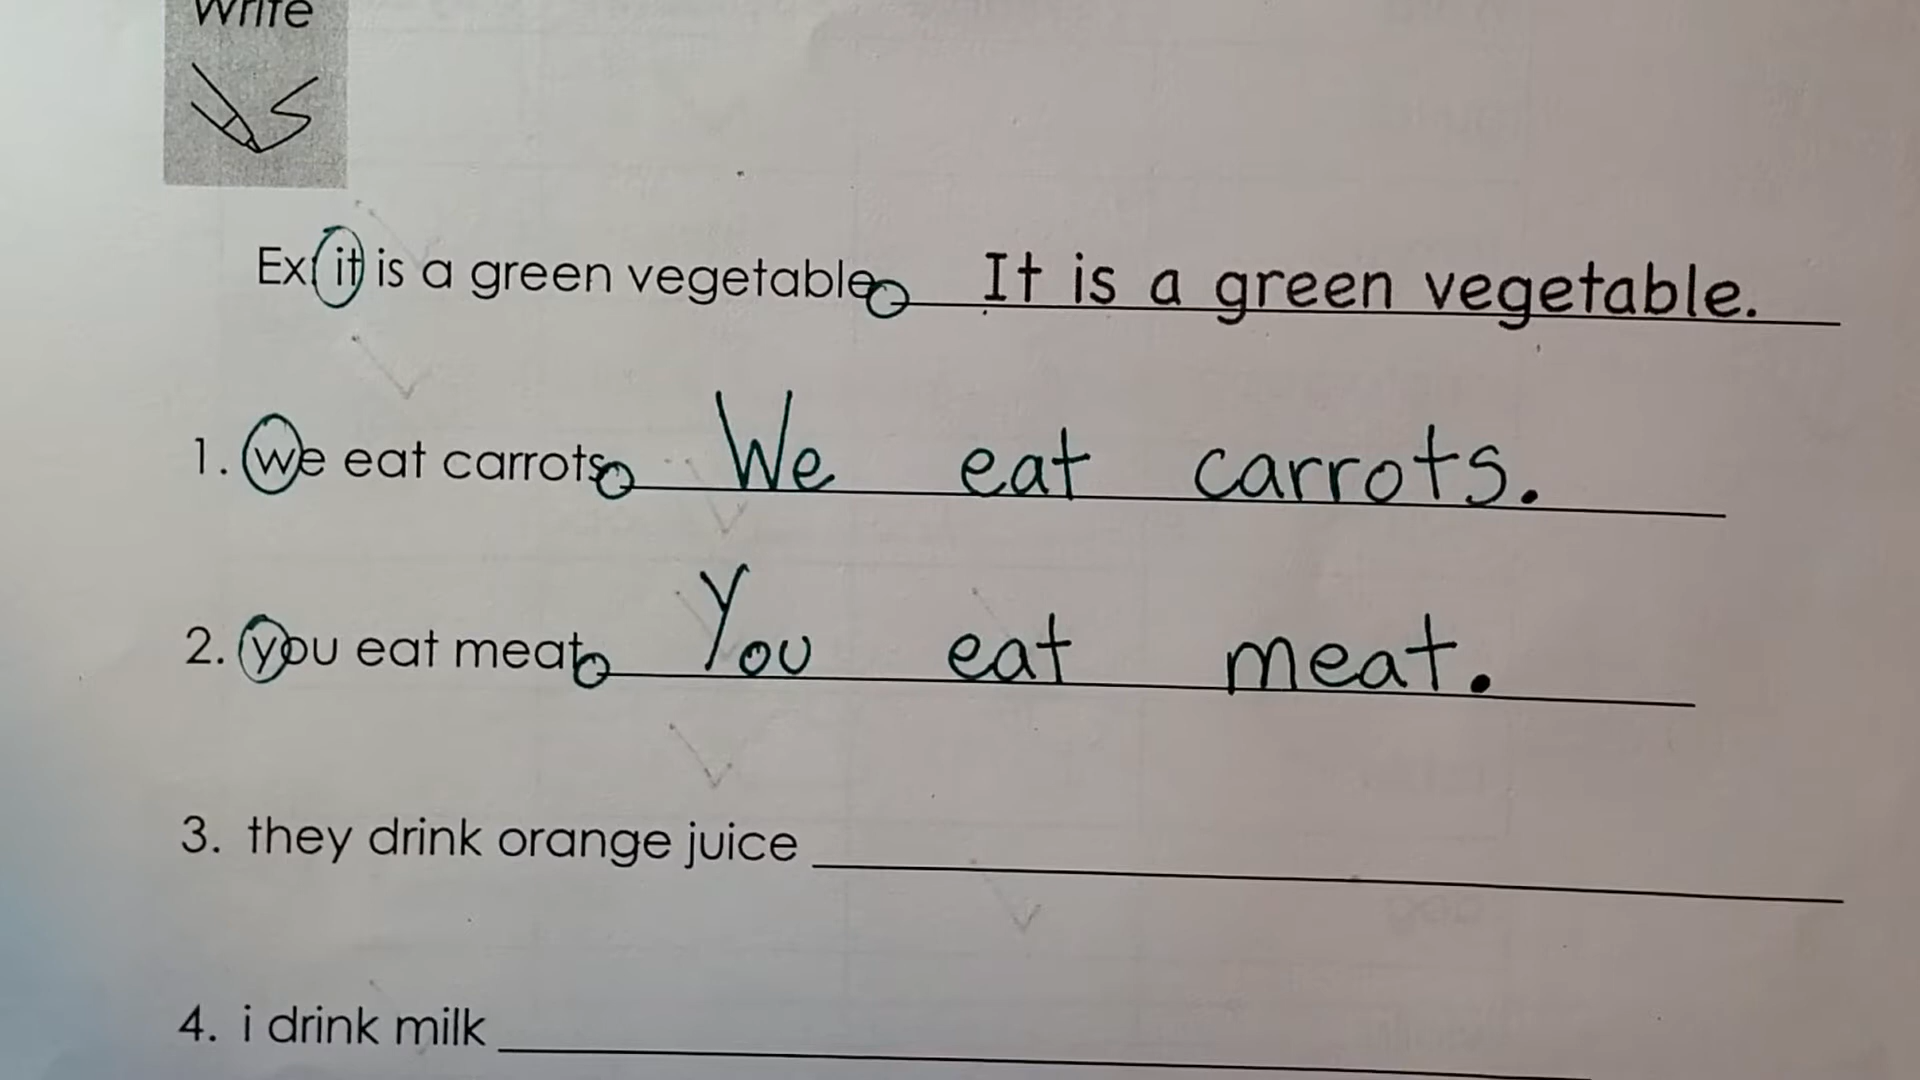 Write
Ex. it is a green vegetable It is a green vegetable.
1. we eat carrots We eat carrots.
2. you eat meat You eat meat.
3. they drink orange juice
4. i drink milk